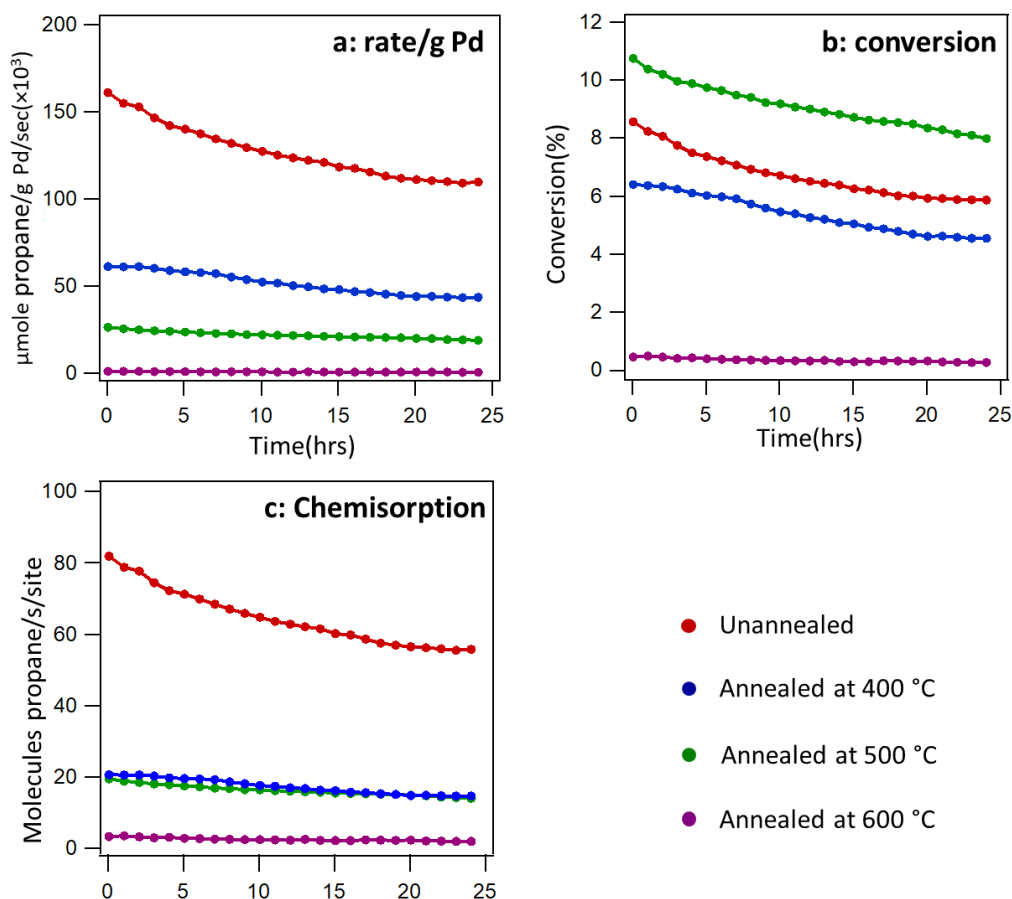 a: rate/g Pd
µmole propane/g Pd/sec(×10³)
200
150
100
50
0
0 5 10 15 20 25
Time(hrs)
b: conversion
Conversion(%)
12
10
8
6
4
2
0
0 5 10 15 20 25
Time(hrs)
c: Chemisorption
Molecules propane/s/site
100
80
60
40
20
0
0 5 10 15 20 25
Unannealed
Annealed at 400 °C
Annealed at 500 °C
Annealed at 600 °C